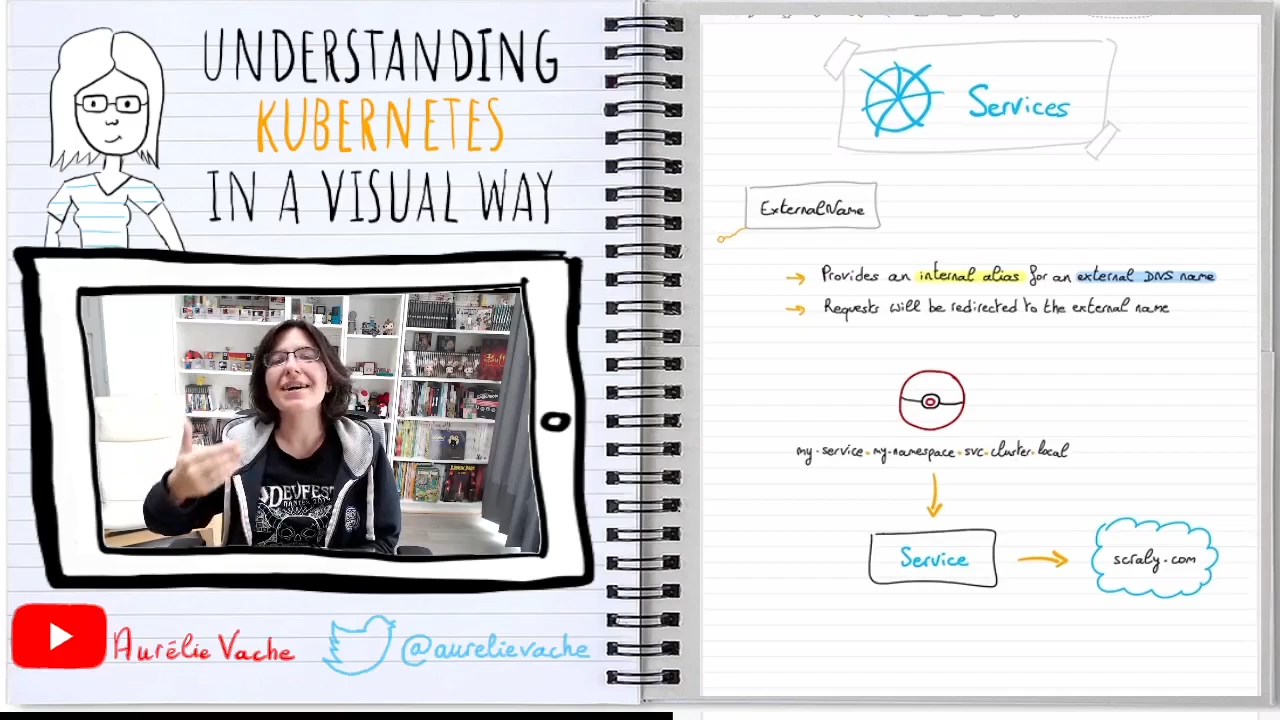 UNDERSTANDING
KUBERNETES
IN A VISUAL WAY
DEVFEST
Aurélie Vache
@aurelievache
Services
ExternalName
→ Provides an internal alias for an external DNS name
→ Requests will be redirected to the external name
my-service.my-namespace.svc.cluster.local
Service
scraly.com